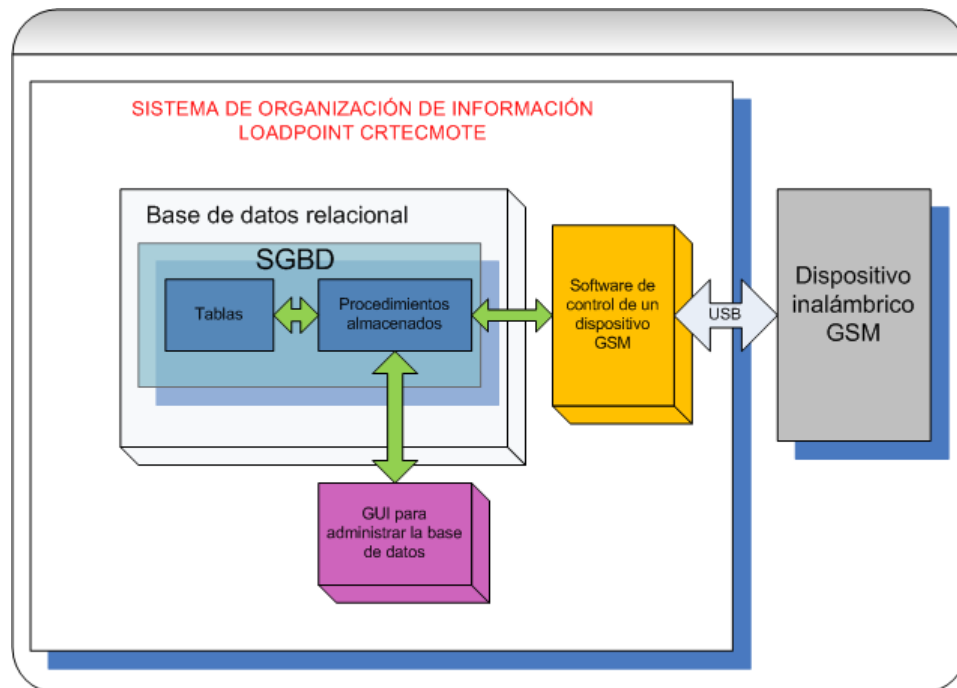 SISTEMA DE ORGANIZACIÓN DE INFORMACIÓN
LOADPOINT CRTECMOTE
Base de datos relacional
SGBD
Tablas
Procedimientos
almacenados
Software de
control de un
dispositivo
GSM
USB
Dispositivo
inalámbrico
GSM
GUI para
administrar la base
de datos